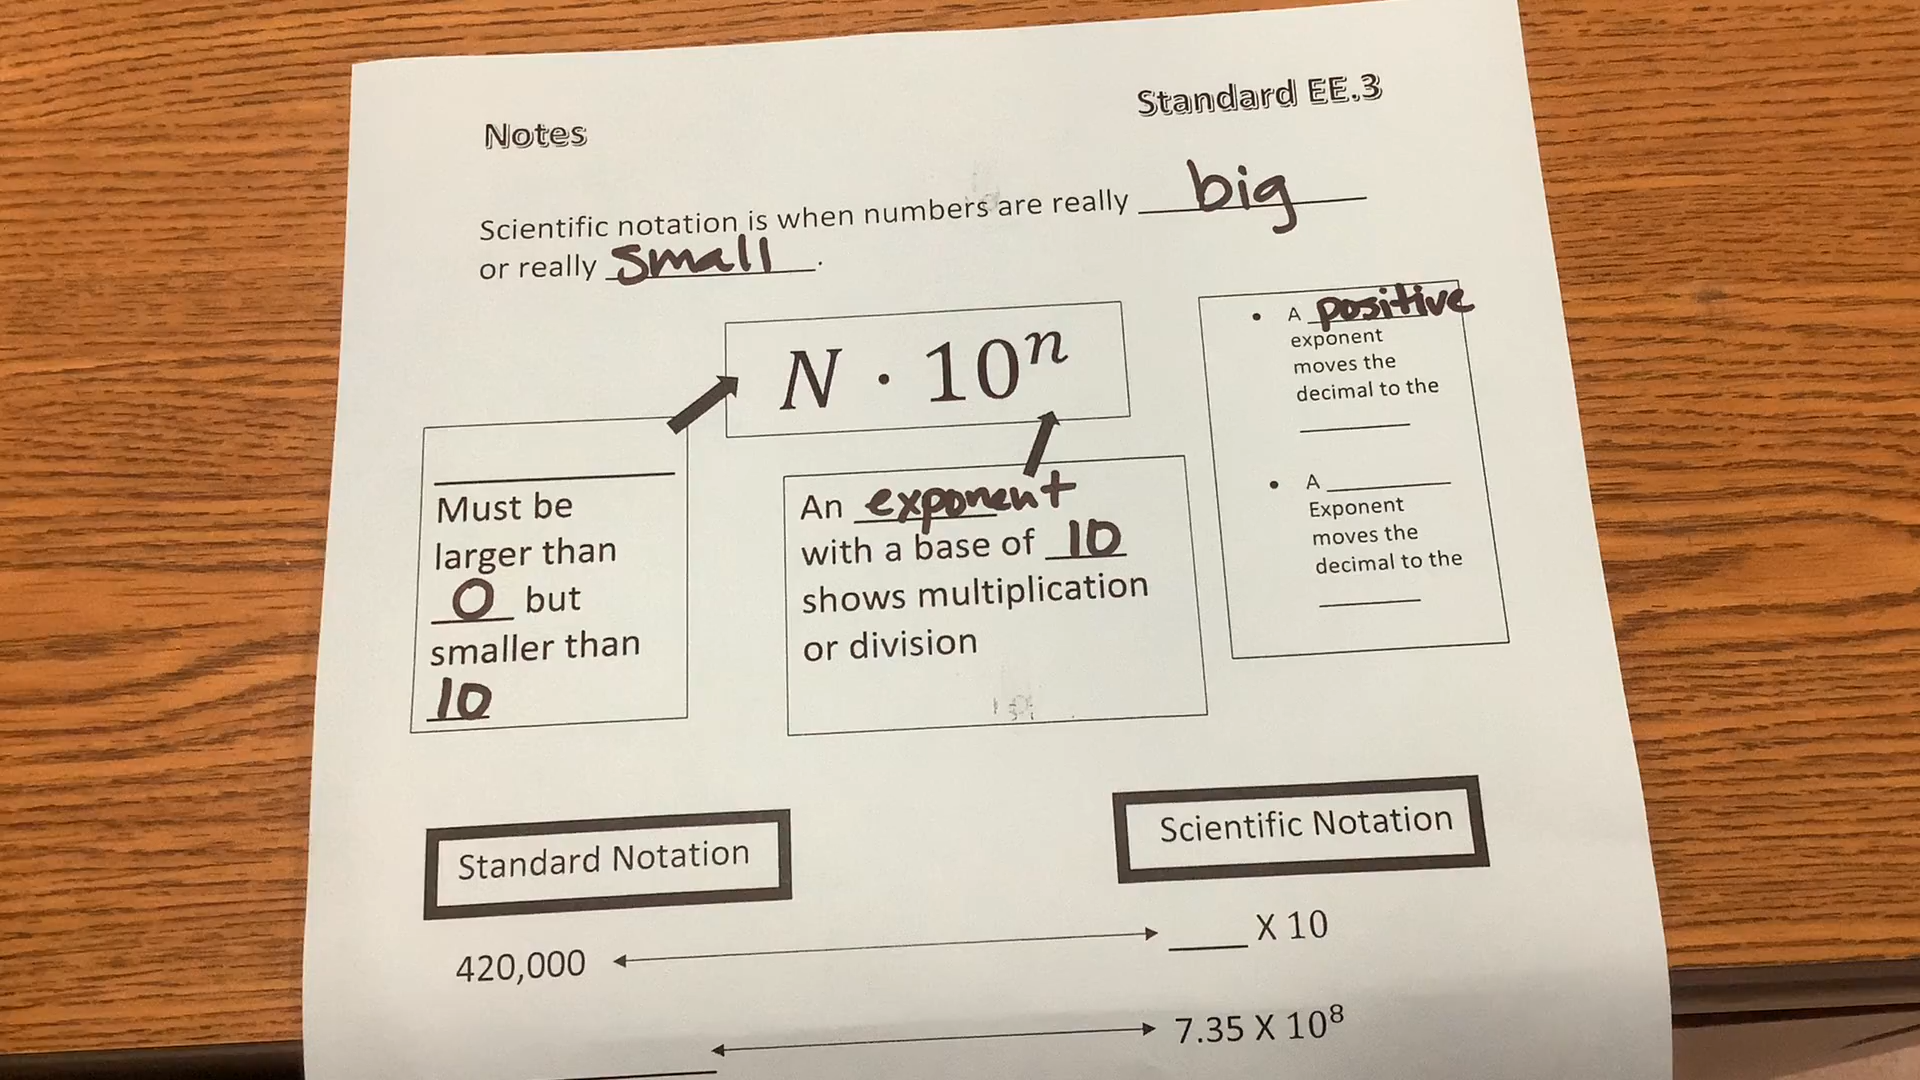 Notes
Standard EE.3
Scientific notation is when numbers are really big
or really small.
N · 10ⁿ
Must be
larger than
0 but
smaller than
10
An exponent
with a base of 10
shows multiplication
or division
• A positive
exponent
moves the
decimal to the
• A
Exponent
moves the
decimal to the
Standard Notation
Scientific Notation
420,000
____ X 10
7.35 X 10⁸